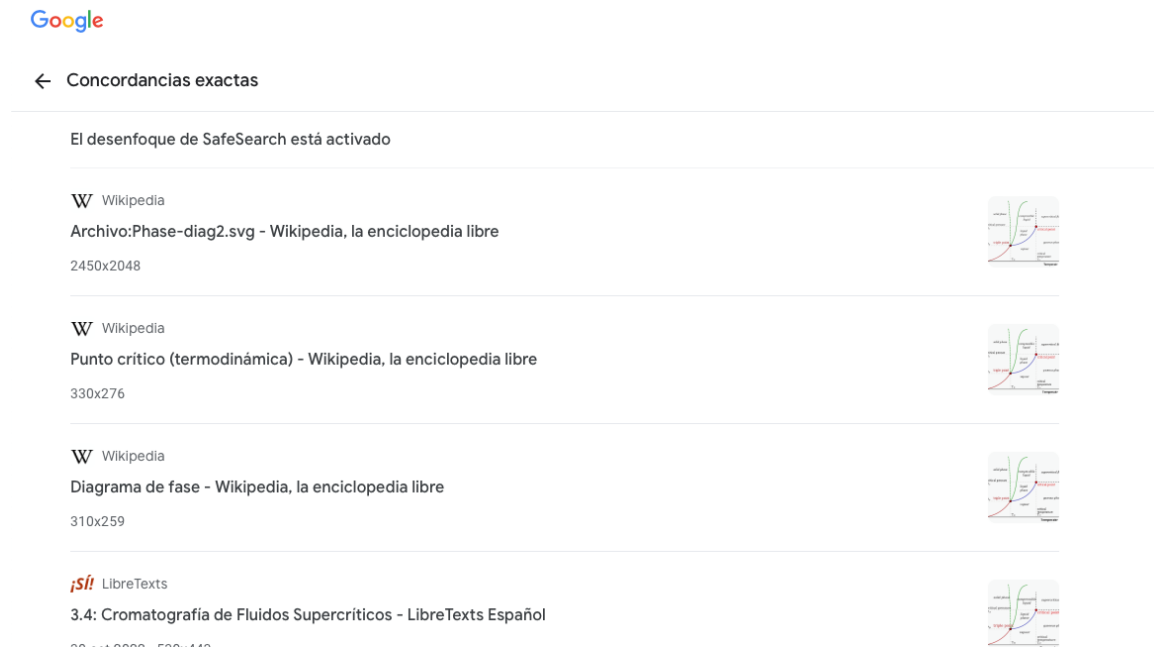 Google
Concordancias exactas
El desenfoque de SafeSearch está activado
W Wikipedia
Archivo:Phase-diag2.svg - Wikipedia, la enciclopedia libre
2450x2048
W Wikipedia
Punto crítico (termodinámica) - Wikipedia, la enciclopedia libre
330x276
W Wikipedia
Diagrama de fase - Wikipedia, la enciclopedia libre
310x259
¡SÍ! LibreTexts
3.4: Cromatografía de Fluidos Supercríticos - LibreTexts Español